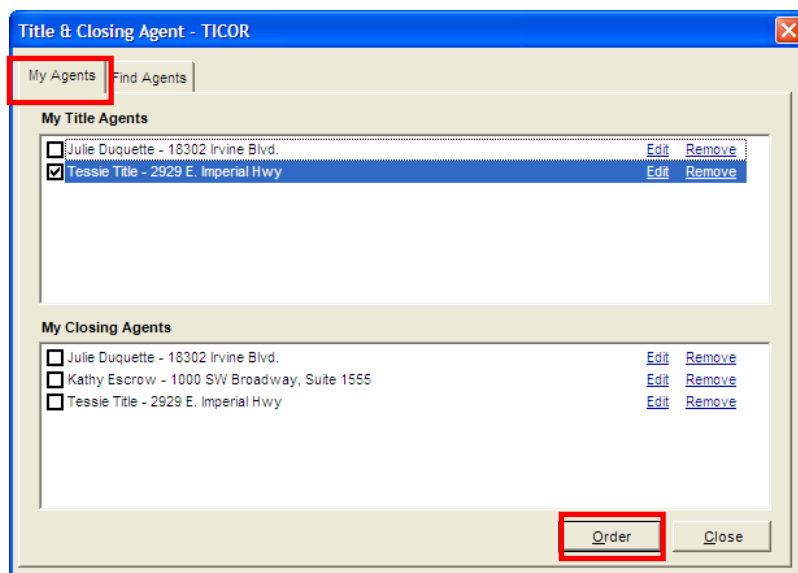 Title & Closing Agent - TICOR
My Agents Find Agents
My Title Agents
Julie Duquette - 18302 Irvine Blvd. Edit Remove
Tessie Title - 2929 E. Imperial Hwy Edit Remove
My Closing Agents
Julie Duquette - 18302 Irvine Blvd. Edit Remove
Kathy Escrow - 1000 SW Broadway, Suite 1555 Edit Remove
Tessie Title - 2929 E. Imperial Hwy Edit Remove
Order Close